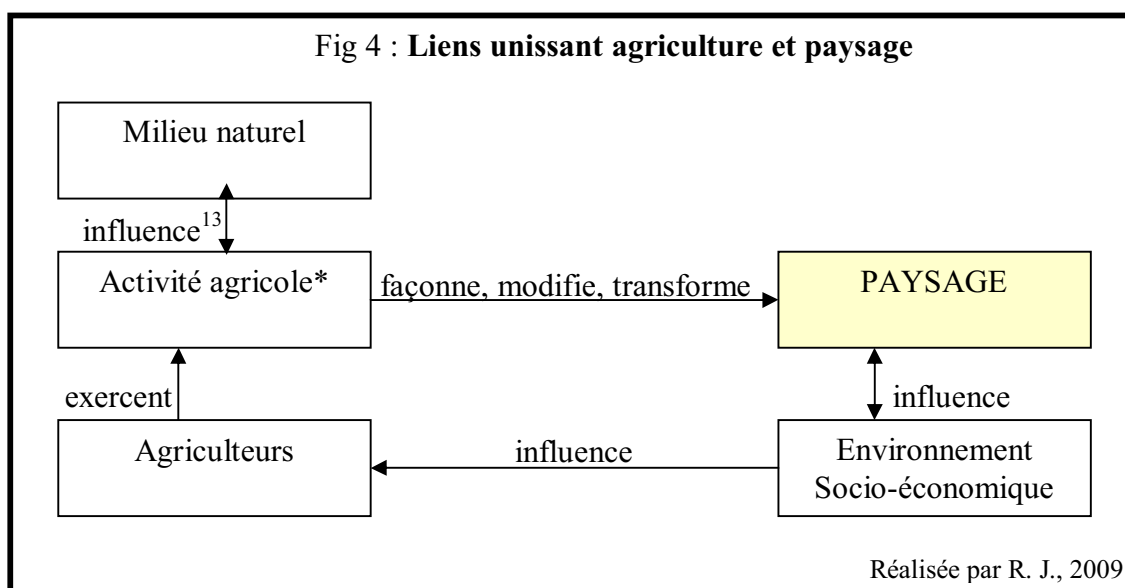 Fig 4 : Liens unissant agriculture et paysage
Milieu naturel
influence13
Activité agricole*
façonne, modifie, transforme
PAYSAGE
exercent
influence
Agriculteurs
influence
Environnement
Socio-économique
Réalisée par R. J., 2009